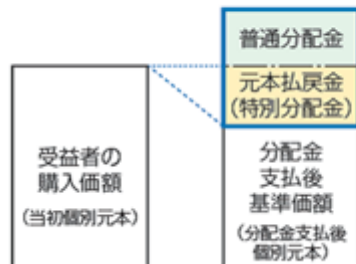 普通分配金
元本払戻金
(特別分配金)
受益者の
購入価額
(当初個別元本)
分配金
支払後
基準価額
(分配金支払後
個別元本)